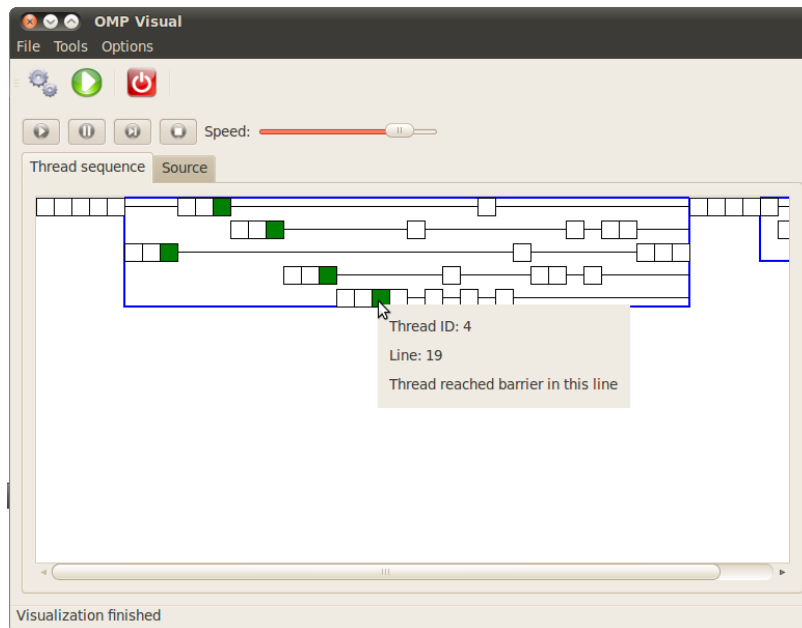 OMP Visual
File Tools Options
Speed:
Thread sequence Source
Thread ID: 4
Line: 19
Thread reached barrier in this line
Visualization finished